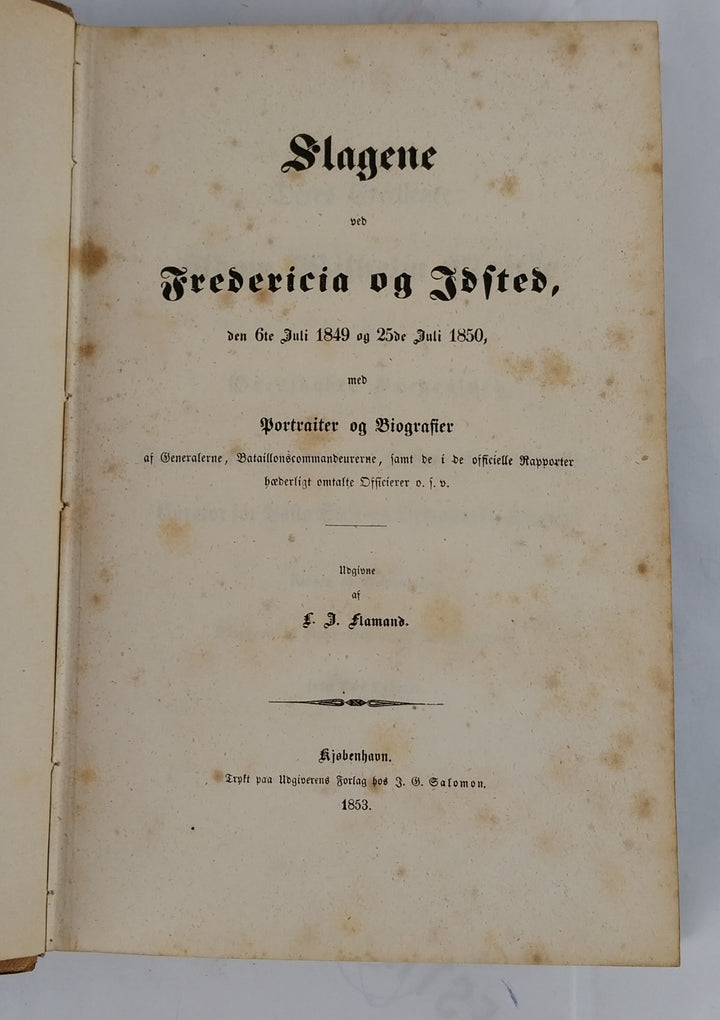 Slagene
ved
Fredericia og Idsted,
den 6te Juli 1849 og 25de Juli 1850,
med
Portraiter og Biografier
af Generalerne, Bataillonscommandeurerne, samt de i de officielle Rapporter
hæderligt omtalte Officierer o. s. v.
Udgivne
af
L. J. Flamand.
Kjøbenhavn.
Trykt paa Udgiverens Forlag hos J. G. Salomon.
1853.